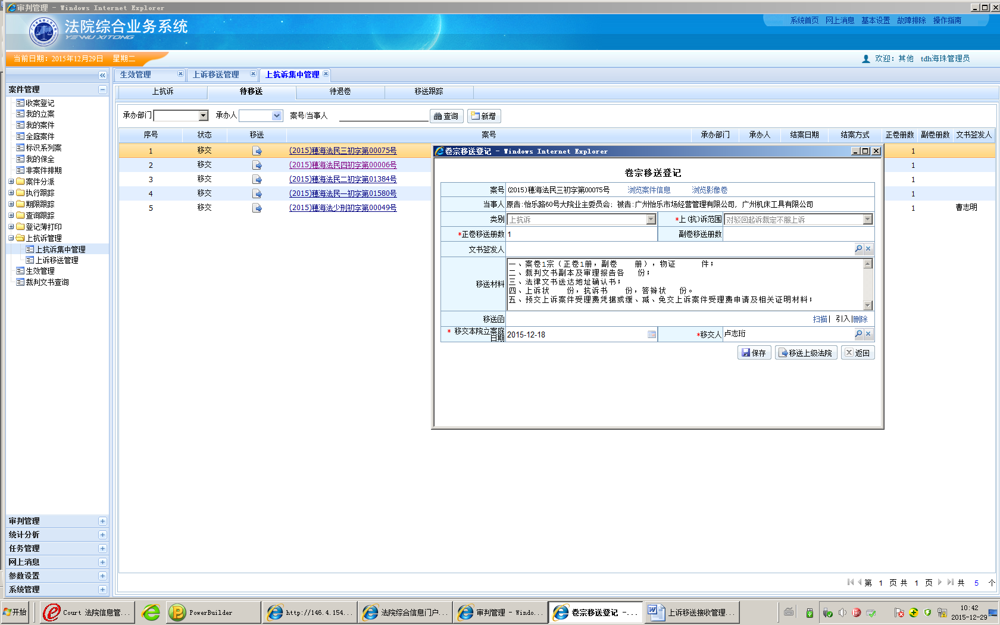 审判管理 - Windows Internet Explorer
法院综合业务系统
YEWU XITONG
系统首页 网上消息 基本设置 故障排除 操作指南
当前日期：2015年12月29日 星期二
欢迎：其他 tdh海珠管理员
案件管理
收案登记
我的立案
我的案件
全庭案件
标识系列案
我的保全
非案件排期
案件分派
执行跟踪
期限跟踪
查询跟踪
登记薄打印
上抗诉管理
上抗诉集中管理
上诉移送管理
生效管理
裁判文书查询
审判管理
统计分析
任务管理
网上消息
参数设置
系统管理
生效管理 上诉移送管理 上抗诉集中管理
上抗诉 待移送 待退卷 移送跟踪
承办部门 承办人 案号/当事人 查询 新增
序号 状态 移送 案号 承办部门 承办人 结案日期 结案方式 正卷册数 副卷册数 文书签发人
1 移交 (2015)穗海法民三初字第00075号 1
2 移交 (2015)穗海法民四初字第00006号 1
3 移交 (2015)穗海法民二初字第01384号 1
4 移交 (2015)穗海法民一初字第01580号 1
5 移交 (2015)穗海法少刑初字第00049号 1 曹志明
卷宗移送登记 - Windows Internet Explorer
卷宗移送登记
案号 (2015)穗海法民三初字第00075号 浏览案件信息 浏览影像卷
当事人 原告:怡乐路60号大院业主委员会; 被告:广州怡乐市场经营管理有限公司, 广州机床工具有限公司
类别 上抗诉 *上(抗)诉范围 对驳回起诉裁定不服上诉
*正卷移送册数 1 副卷移送册数
文书签发人
移送材料
一、案卷1宗（正卷1册，副卷 册），物证 件；
二、裁判文书副本及审理报告各 份；
三、法律文书送达地址确认书；
四、上诉状 份，抗诉书 份，答辩状 份。
五、预交上诉案件受理费凭据或缓、减、免交上诉案件受理费申请及相关证明材料；
移送函 扫描| 引入|删除
* 移交本院立案庭日期 2015-12-18 *移交人 卢志珩
保存 移送上级法院 返回
第 1 页 共 1 页 共 5 个
开始 Court 法院信息管... PowerBuilder http://146.4.154... 法院综合信息门户... 审判管理 - Windo... 卷宗移送登记 -... 上诉移送接收管理...
10:42
2015-12-29